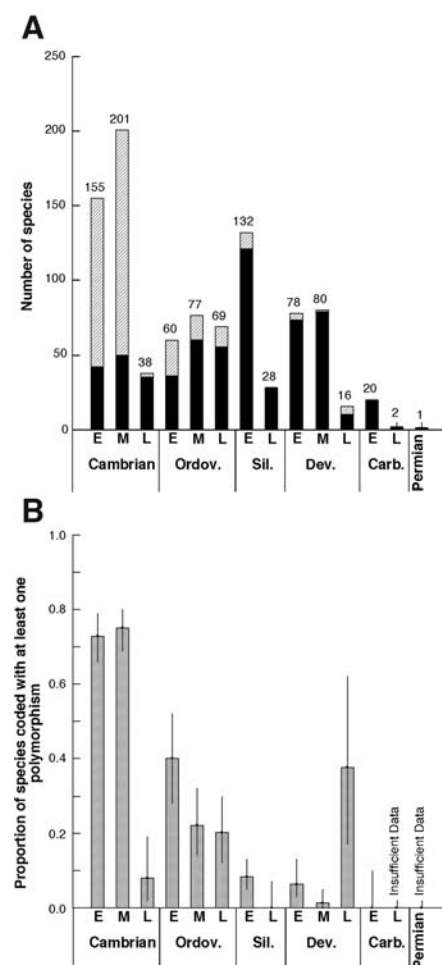 A
Number of species
250
200
150
100
50
0
155
201
38
60
77
69
132
28
78
80
16
20
2
1
E M L E M L E L E M L E L
Cambrian Ordov. Sil. Dev. Carb. Permian
B
Proportion of species coded with at least one
polymorphism
1.0
0.8
0.6
0.4
0.2
0.0
Insufficient Data
Insufficient Data
E M L E M L E L E M L E L
Cambrian Ordov. Sil. Dev. Carb. Permian